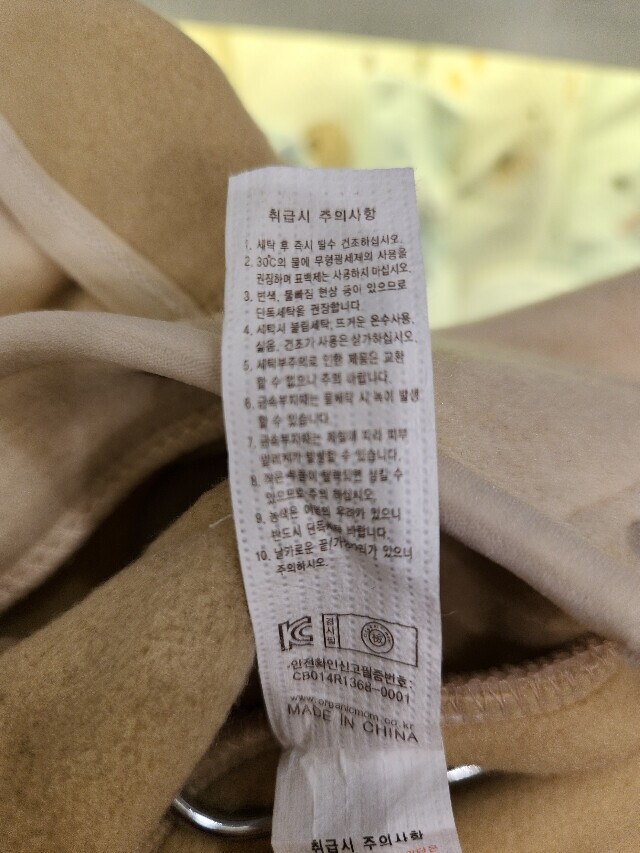 취급시 주의사항
1. 세탁 후 즉시 필수 건조하십시오.
2. 30℃의 물에 무형광세제의 사용을
권장하며 표백제는 사용하지 마십시오.
3. 변색, 물빠짐 현상 등이 있으므로
단독세탁을 권장합니다.
4. 세탁시 불림세탁, 뜨거운 온수사용,
삶음, 건조기 사용은 삼가하십시오.
5. 세탁부주의로 인한 제품은 교환
할 수 없으니 주의 바랍니다.
6. 금속부자재는 물세탁 시 녹이 발생
할 수 있습니다.
7. 금속부자재는 체질에 따라 피부
알러지가 발생할 수 있습니다.
8. 작은 부품이 탈락되면 삼킬 수
있으므로 주의 하십시오.
9. 농색은 이염의 우려가 있으니
반드시 단독 바랍니다.
10. 날카로운 끝/가 가 있으니
주의하시오.
KC
검사필
안전확인신고필증번호:
CB014R1368-0001
www.organicmom.co.kr
MADE IN CHINA
취급시 주의사항